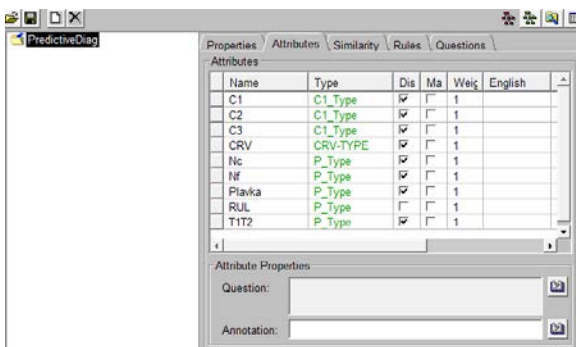 PredictiveDiag
Properties Attributes Similarity Rules Questions
Attributes
Name Type Dis Ma Weig English
C1 C1_Type 1
C2 C1_Type 1
C3 C1_Type 1
CRV CRV-TYPE 1
Nc P_Type 1
Nf P_Type 1
Plavka P_Type 1
RUL P_Type 1
T1T2 P_Type 1
Attribute Properties
Question:
Annotation: